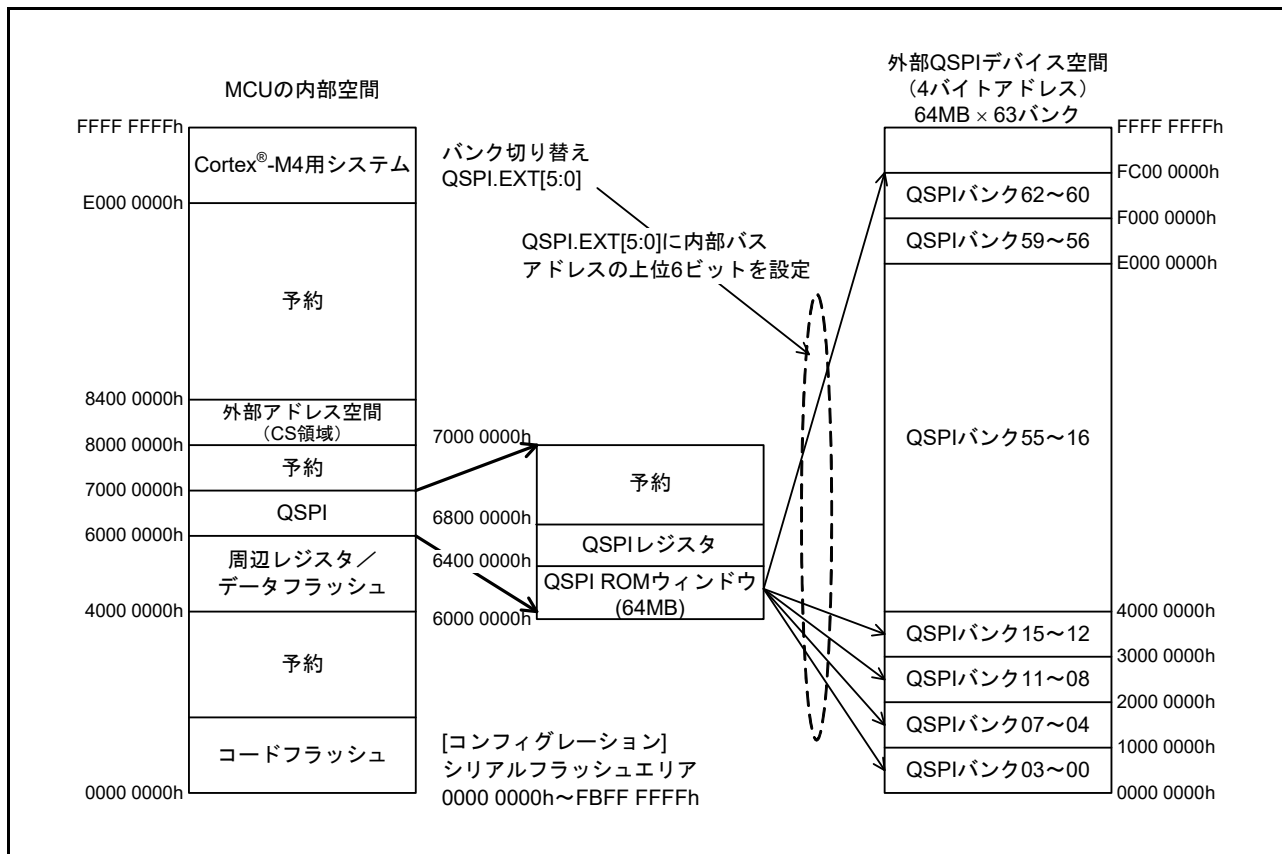 MCUの内部空間
FFFF FFFFh
Cortex®-M4用システム
E000 0000h
予約
8400 0000h
外部アドレス空間
(CS領域)
8000 0000h
予約
7000 0000h
QSPI
6000 0000h
周辺レジスタ／
データフラッシュ
4000 0000h
予約
コードフラッシュ
0000 0000h
バンク切り替え
QSPI.EXT[5:0]
QSPI.EXT[5:0]に内部バス
アドレスの上位6ビットを設定
7000 0000h
予約
6800 0000h
QSPIレジスタ
6400 0000h
QSPI ROMウィンドウ
(64MB)
6000 0000h
[コンフィグレーション]
シリアルフラッシュエリア
0000 0000h～FBFF FFFFh
外部QSPIデバイス空間
（4バイトアドレス）
64MB × 63バンク
FFFF FFFFh
FC00 0000h
QSPIバンク62～60
F000 0000h
QSPIバンク59～56
E000 0000h
QSPIバンク55～16
4000 0000h
QSPIバンク15～12
3000 0000h
QSPIバンク11～08
2000 0000h
QSPIバンク07～04
1000 0000h
QSPIバンク03～00
0000 0000h